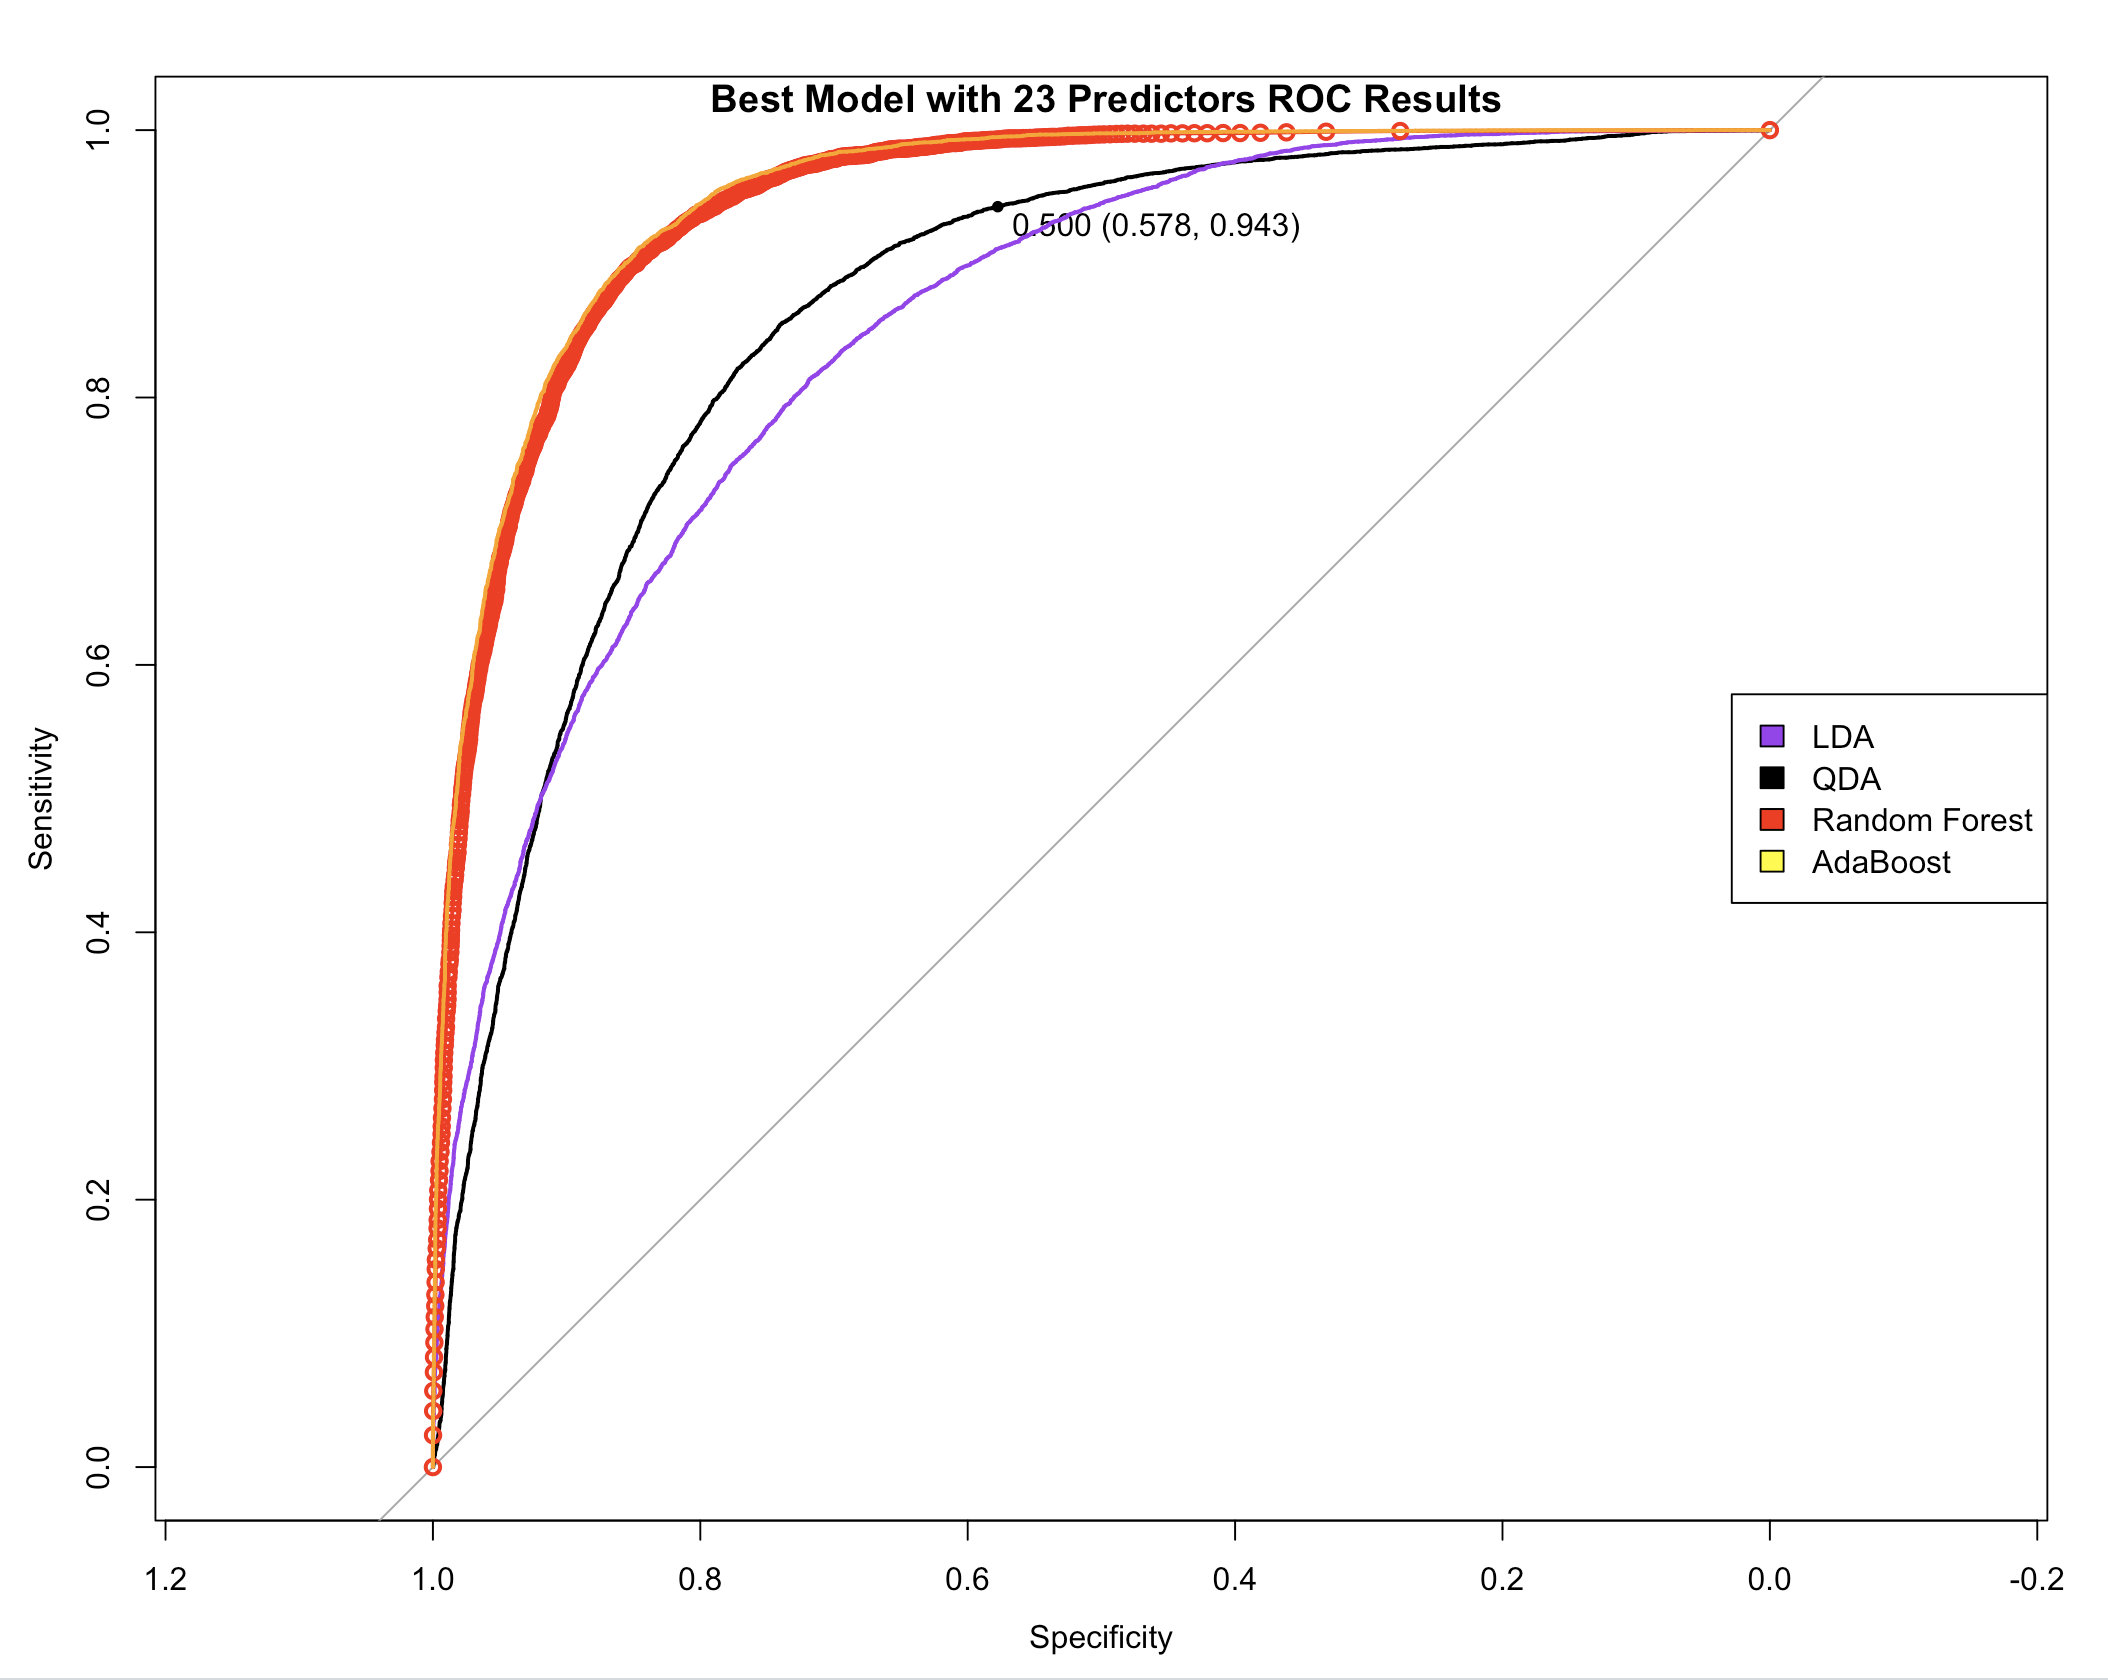 Best Model with 23 Predictors ROC Results
1.0
0.8
0.6
0.4
0.2
0.0
Sensitivity
0.500 (0.578, 0.943)
LDA
QDA
Random Forest
AdaBoost
1.2 1.0 0.8 0.6 0.4 0.2 0.0 -0.2
Specificity